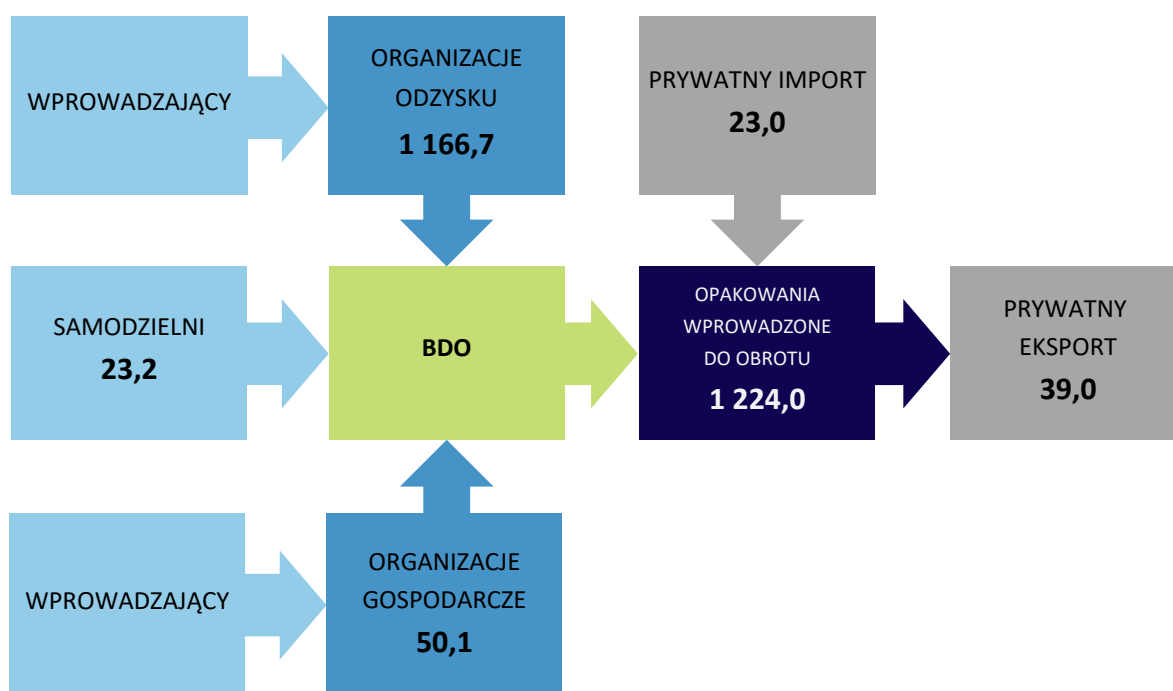 WPROWADZAJĄCY
ORGANIZACJE
ODZYSKU
1 166,7
PRYWATNY IMPORT
23,0
SAMODZIELNI
23,2
BDO
OPAKOWANIA
WPROWADZONE
DO OBROTU
1 224,0
PRYWATNY
EKSPORT
39,0
WPROWADZAJĄCY
ORGANIZACJE
GOSPODARCZE
50,1